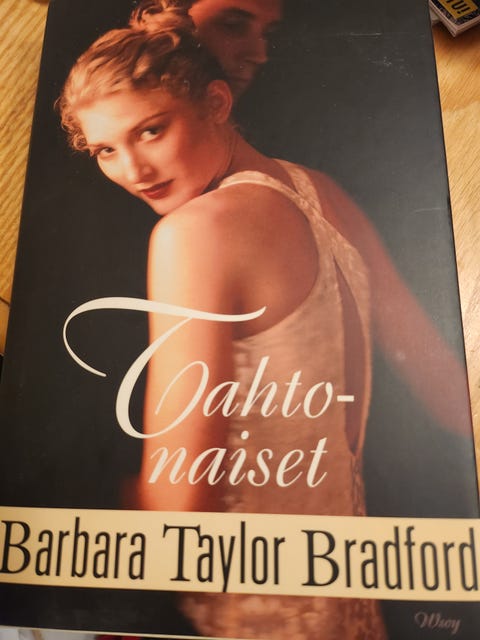 Tahto-
naiset
Barbara Taylor Bradford
Wsoy